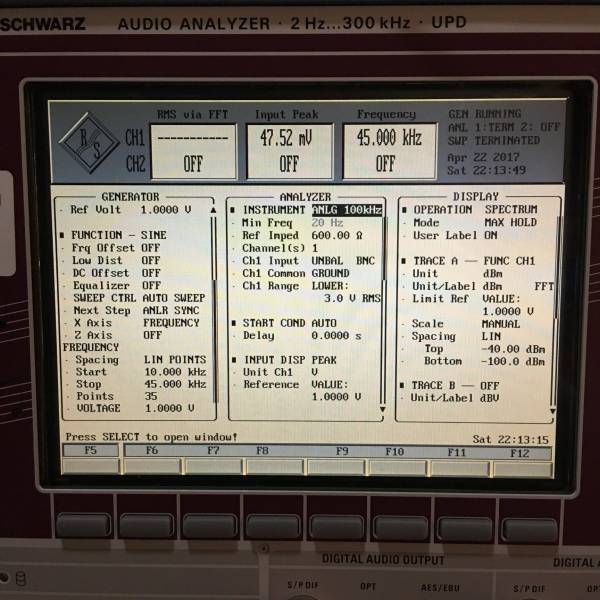 SCHWARZ AUDIO ANALYZER · 2 Hz...300 kHz · UPD
RMS via FFT Input Peak Frequency
R S
CH1 ----------- 47.52 mV 45.000 kHz
CH2 OFF OFF OFF
GEN RUNNING
ANL 1:TERM 2: OFF
SWP TERMINATED
Apr 22 2017
Sat 22:13:49
GENERATOR
Ref Volt 1.0000 V
FUNCTION — SINE
Frq Offset OFF
Low Dist OFF
DC Offset OFF
Equalizer OFF
SWEEP CTRL AUTO SWEEP
Next Step ANLR SYNC
X Axis FREQUENCY
Z Axis OFF
FREQUENCY
Spacing LIN POINTS
Start 10.000 kHz
Stop 45.000 kHz
Points 35
VOLTAGE 1.0000 V
ANALYZER
INSTRUMENT ANLG 100kHz
Min Freq 20 Hz
Ref Imped 600.00 Ω
Channel(s) 1
Ch1 Input UNBAL BNC
Ch1 Common GROUND
Ch1 Range LOWER:
3.0 V RMS
START COND AUTO
Delay 0.0000 s
INPUT DISP PEAK
Unit Ch1 V
Reference VALUE:
1.0000 V
DISPLAY
OPERATION SPECTRUM
Mode MAX HOLD
User Label ON
TRACE A — FUNC CH1
Unit dBm
Unit/Label dBm FFT
Limit Ref VALUE:
1.0000 V
Scale MANUAL
Spacing LIN
Top -40.00 dBm
Bottom -100.0 dBm
TRACE B — OFF
Unit/Label dBV
Press SELECT to open window! Sat 22:13:15
F5 F6 F7 F8 F9 F10 F11 F12
DIGITAL AUDIO OUTPUT DIGITAL A
S/P DIF OPT AES/EBU S/P DIF OP